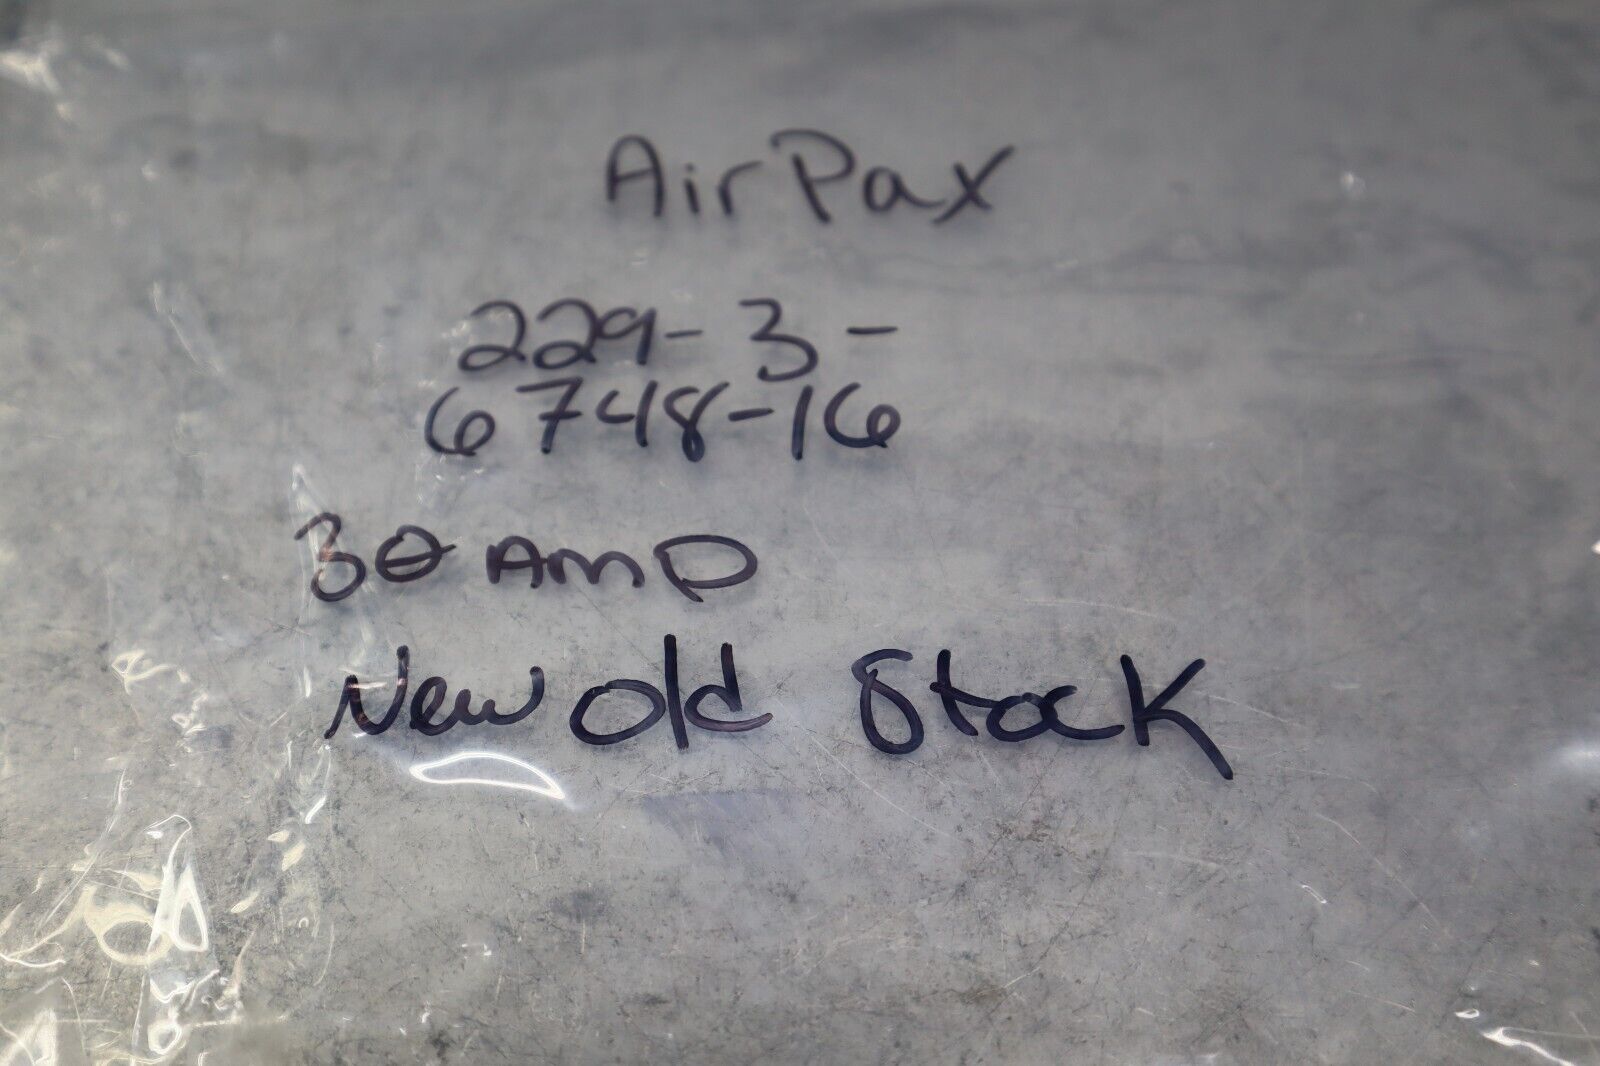 AirPax
229-3-
6748-16
30 AMP
New old Stock